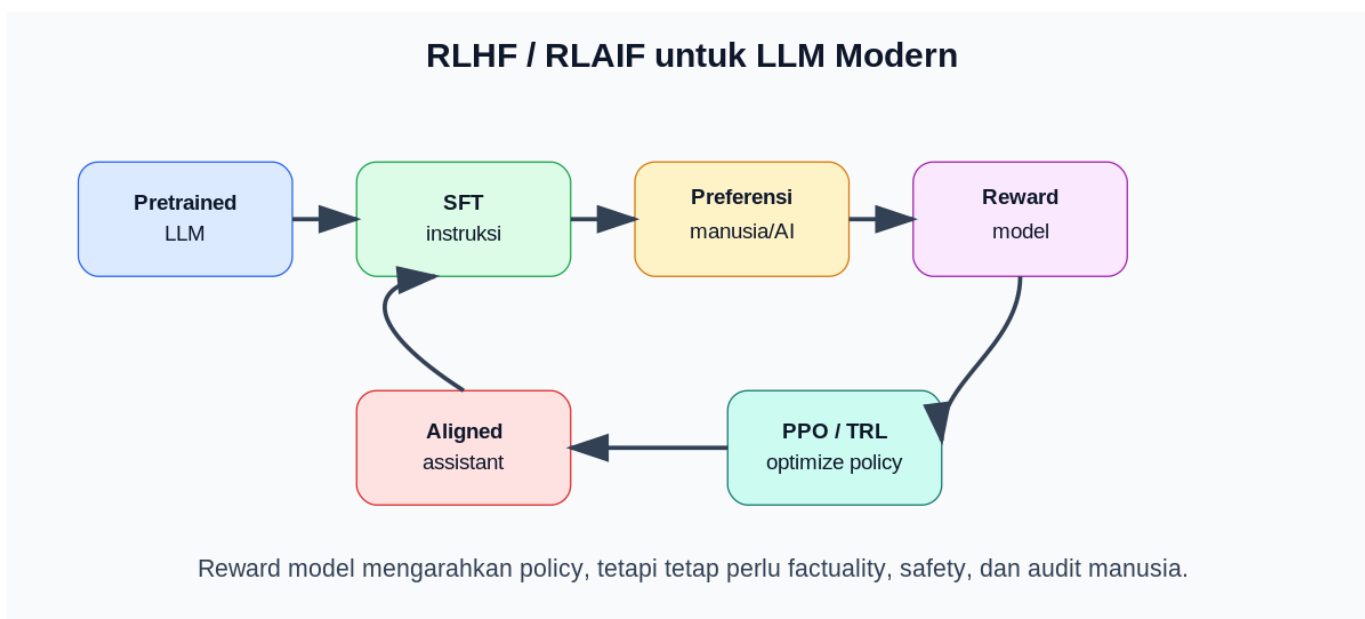 RLHF / RLAIF untuk LLM Modern
Pretrained
LLM
SFT
instruksi
Preferensi
manusia/AI
Reward
model
Aligned
assistant
PPO / TRL
optimize policy
Reward model mengarahkan policy, tetapi tetap perlu factuality, safety, dan audit manusia.